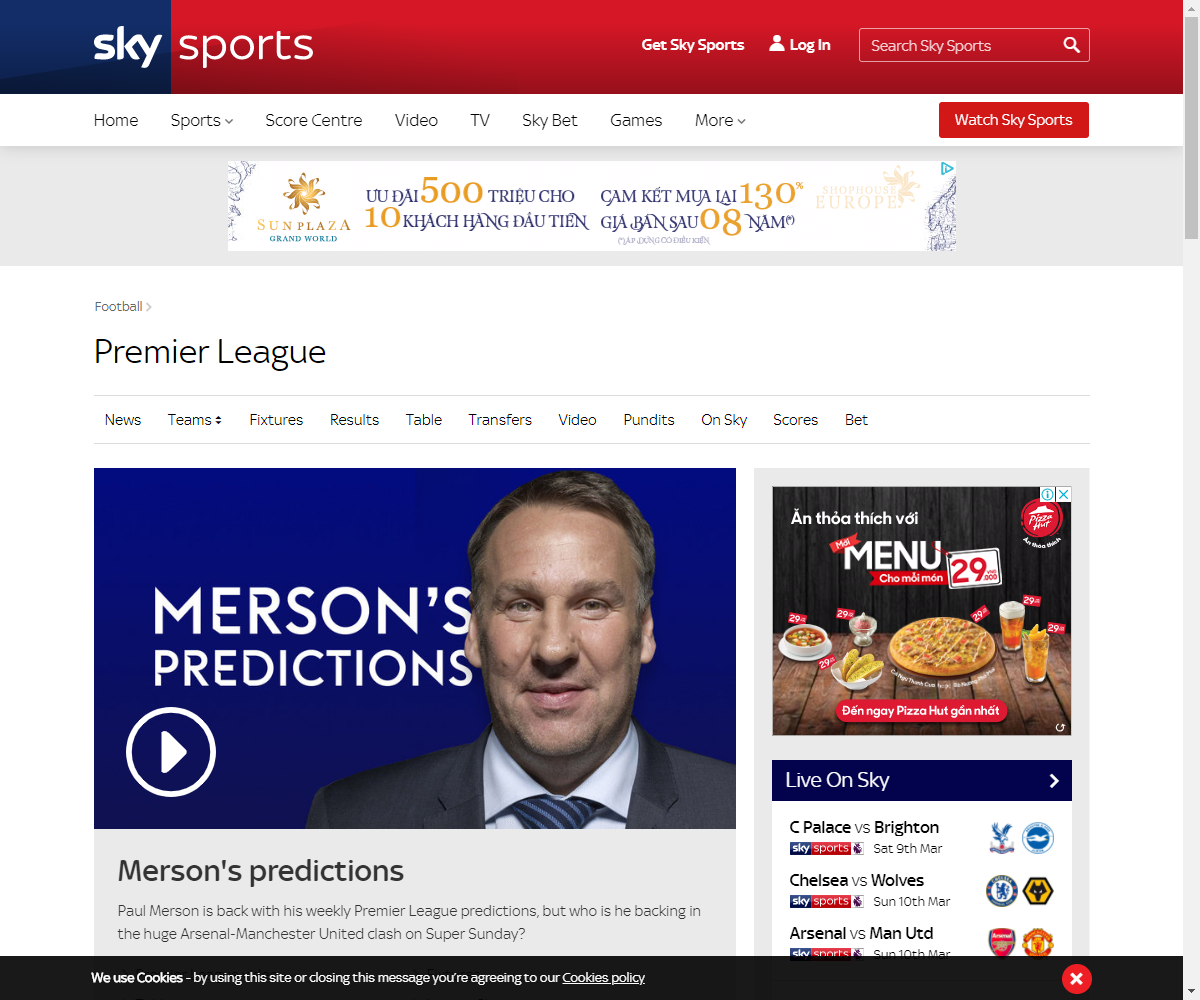 sky sports
Get Sky Sports
Log In
Search Sky Sports
Home
Sports
Score Centre
Video
TV
Sky Bet
Games
More
Watch Sky Sports
SUN PLAZA
GRAND WORLD
ƯU ĐÃI 500 TRIỆU CHO
10 KHÁCH HÀNG ĐẦU TIÊN
CAM KẾT MUA LẠI 130%
GIÁ BÁN SAU 08 NĂM(*)
(*) ÁP DỤNG CÓ ĐIỀU KIỆN
SHOPHOUSE
EUROPE
Football
Premier League
News
Teams
Fixtures
Results
Table
Transfers
Video
Pundits
On Sky
Scores
Bet
MERSON'S
PREDICTIONS
Merson's predictions
Paul Merson is back with his weekly Premier League predictions, but who is he backing in
the huge Arsenal-Manchester United clash on Super Sunday?
Ăn thỏa thích với
Pizza
Hut
Ăn thỏa thích
Mới
MENU
Cho mỗi món
29 VNĐ .000
29
29
29
29
29
29
Đến ngay Pizza Hut gần nhất
Live On Sky
C Palace vs Brighton
sky sports Sat 9th Mar
Chelsea vs Wolves
sky sports Sun 10th Mar
Arsenal vs Man Utd
sky sports Sun 10th Mar
We use Cookies - by using this site or closing this message you're agreeing to our Cookies policy